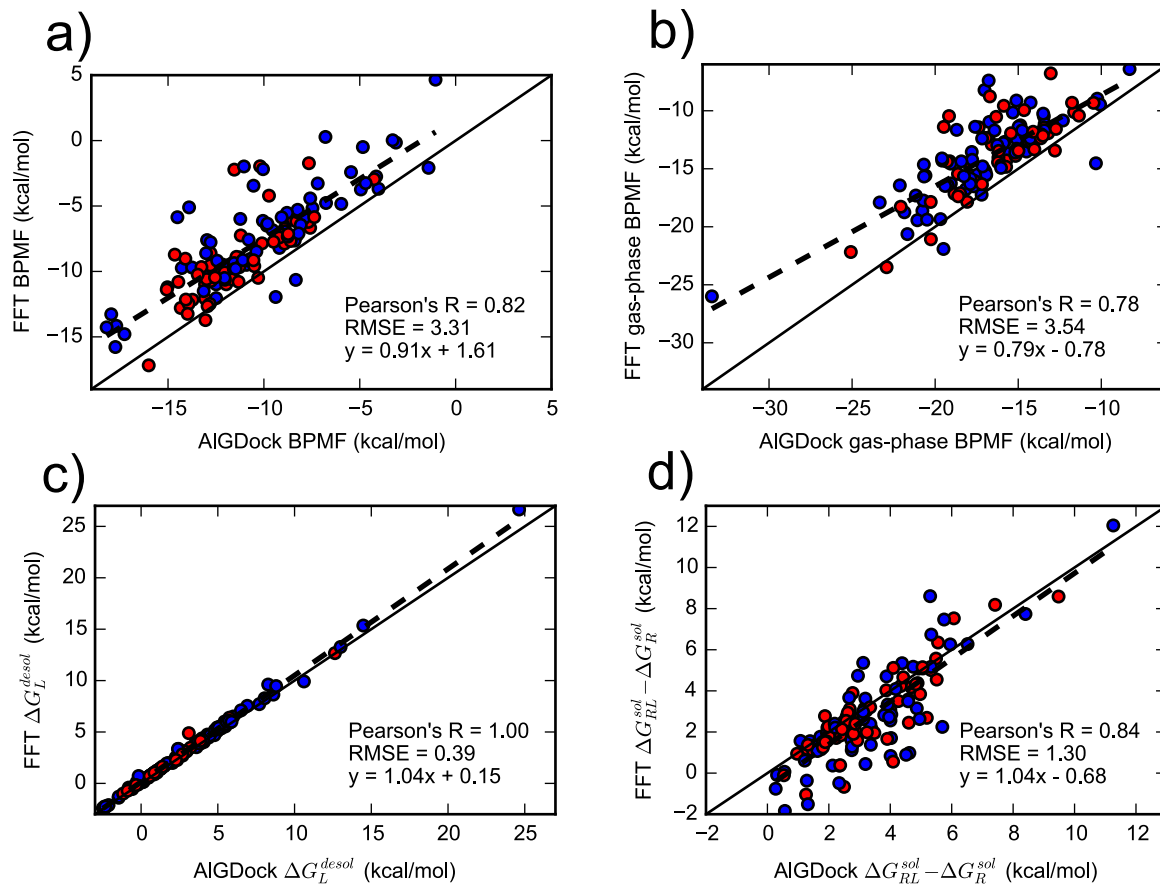 a)
FFT BPMF (kcal/mol)
5
0
−5
−10
−15
Pearson's R = 0.82
RMSE = 3.31
y = 0.91x + 1.61
−15 −10 −5 0 5
AlGDock BPMF (kcal/mol)
b)
FFT gas-phase BPMF (kcal/mol)
−10
−15
−20
−25
−30
Pearson's R = 0.78
RMSE = 3.54
y = 0.79x - 0.78
−30 −25 −20 −15 −10
AlGDock gas-phase BPMF (kcal/mol)
c)
FFT ΔG_L^{desol} (kcal/mol)
25
20
15
10
5
0
Pearson's R = 1.00
RMSE = 0.39
y = 1.04x + 0.15
0 5 10 15 20 25
AlGDock ΔG_L^{desol} (kcal/mol)
d)
FFT ΔG_{RL}^{sol} − ΔG_R^{sol} (kcal/mol)
12
10
8
6
4
2
0
−2
Pearson's R = 0.84
RMSE = 1.30
y = 1.04x - 0.68
−2 0 2 4 6 8 10 12
AlGDock ΔG_{RL}^{sol} − ΔG_R^{sol} (kcal/mol)